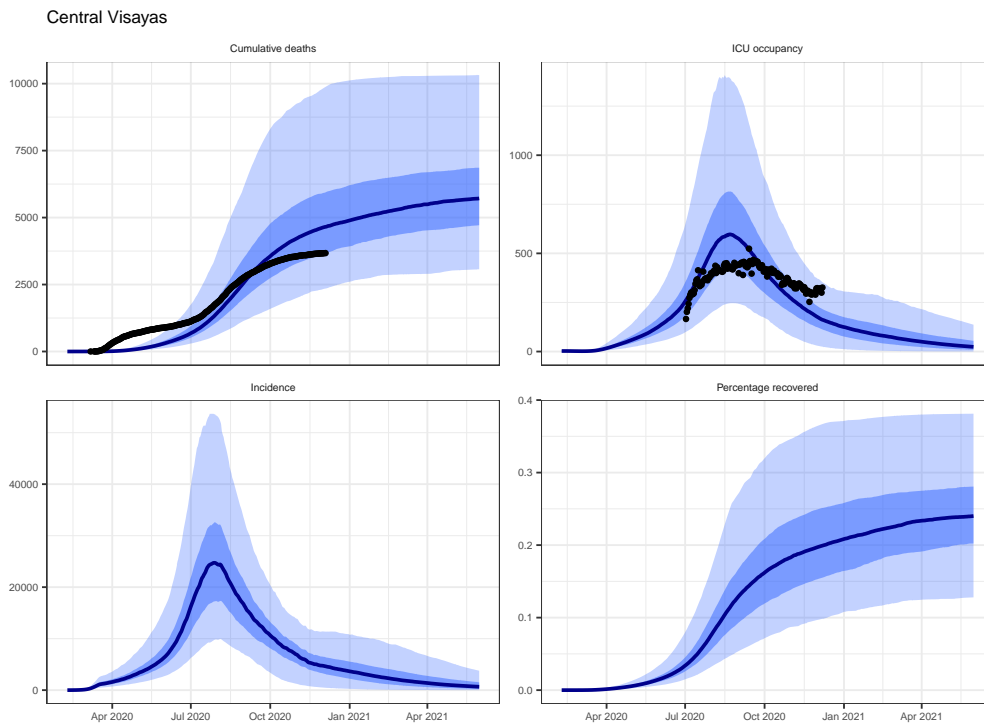 Central Visayas
Cumulative deaths
ICU occupancy
10000
7500
5000
2500
0
1000
500
0
Incidence
Percentage recovered
40000
20000
0
0.4
0.3
0.2
0.1
0.0
Apr 2020 Jul 2020 Oct 2020 Jan 2021 Apr 2021
Apr 2020 Jul 2020 Oct 2020 Jan 2021 Apr 2021